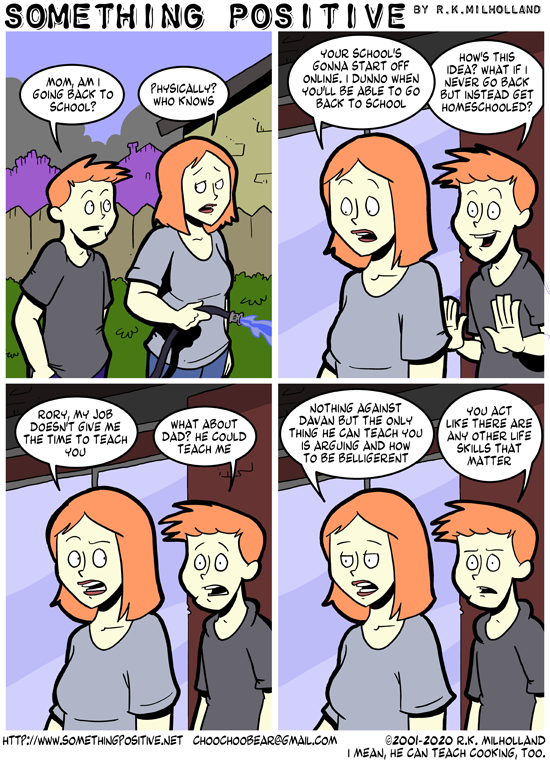 SOMETHING POSITIVE BY R.K.MILHOLLAND
MOM, AM I
GOING BACK TO
SCHOOL?
PHYSICALLY?
WHO KNOWS
YOUR SCHOOL'S
GONNA START OFF
ONLINE. I DUNNO WHEN
YOU'LL BE ABLE TO GO
BACK TO SCHOOL
HOW'S THIS
IDEA? WHAT IF I
NEVER GO BACK
BUT INSTEAD GET
HOMESCHOOLED?
RORY, MY JOB
DOESN'T GIVE ME
THE TIME TO TEACH
YOU
WHAT ABOUT
DAD? HE COULD
TEACH ME
NOTHING AGAINST
DAVAN BUT THE ONLY
THING HE CAN TEACH YOU
IS ARGUING AND HOW
TO BE BELLIGERENT
YOU ACT
LIKE THERE ARE
ANY OTHER LIFE
SKILLS THAT
MATTER
HTTP://WWW.SOMETHINGPOSITIVE.NET CHOOCHOOBEAR@GMAIL.COM ©2001-2020 R.K. MILHOLLAND
I MEAN, HE CAN TEACH COOKING, TOO.